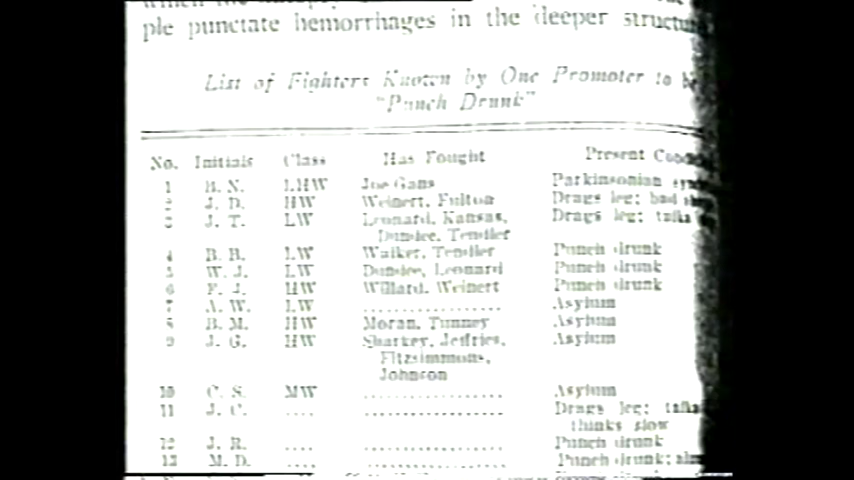 ple punctate hemorrhages in the deeper
List of Fighters Known by One Promoter to
"Punch Drunk"
No. Initials Class Has Fought Present
1 B. N. LHW Joe Gans Parkinsonian
2 J. D. HW Weinert, Fulton Drags leg; bad
3 J. T. LW Leonard, Kansas, Drags leg; talks
Dundee, Tendler
4 B. B. LW Walker, Tendler Punch drunk
5 W. J. LW Dundee, Leonard Punch drunk
6 F. J. HW Willard, Weinert Punch drunk
7 A. W. LW .................. Asylum
8 B. M. HW Moran, Tunney Asylum
9 J. G. HW Sharkey, Jeffries, Asylum
Fitzsimmons,
Johnson
10 C. S. MW .................. Asylum
11 J. C. .... .................. Drags leg; talks
thinks slow
12 J. R. .... .................. Punch drunk
13 M. D. .... .................. Punch drunk;